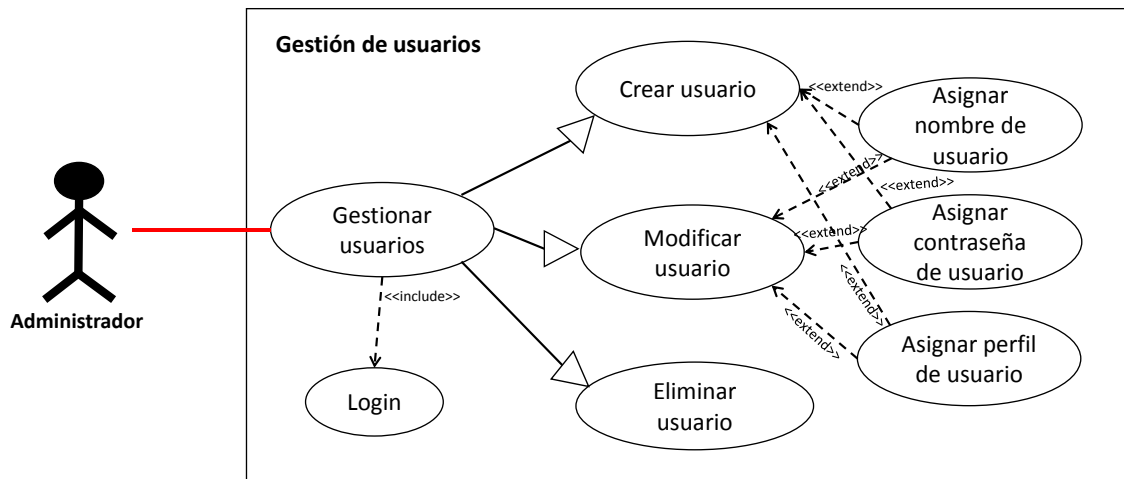 Gestión de usuarios
Crear usuario
<<extend>>
Asignar
nombre de
usuario
<<extend>>
<<extend>>
Gestionar
usuarios
Modificar
usuario
<<extend>>
Asignar
contraseña
de usuario
<<include>>
<<extend>>
<<extend>>
Administrador
Asignar perfil
de usuario
Login
Eliminar
usuario